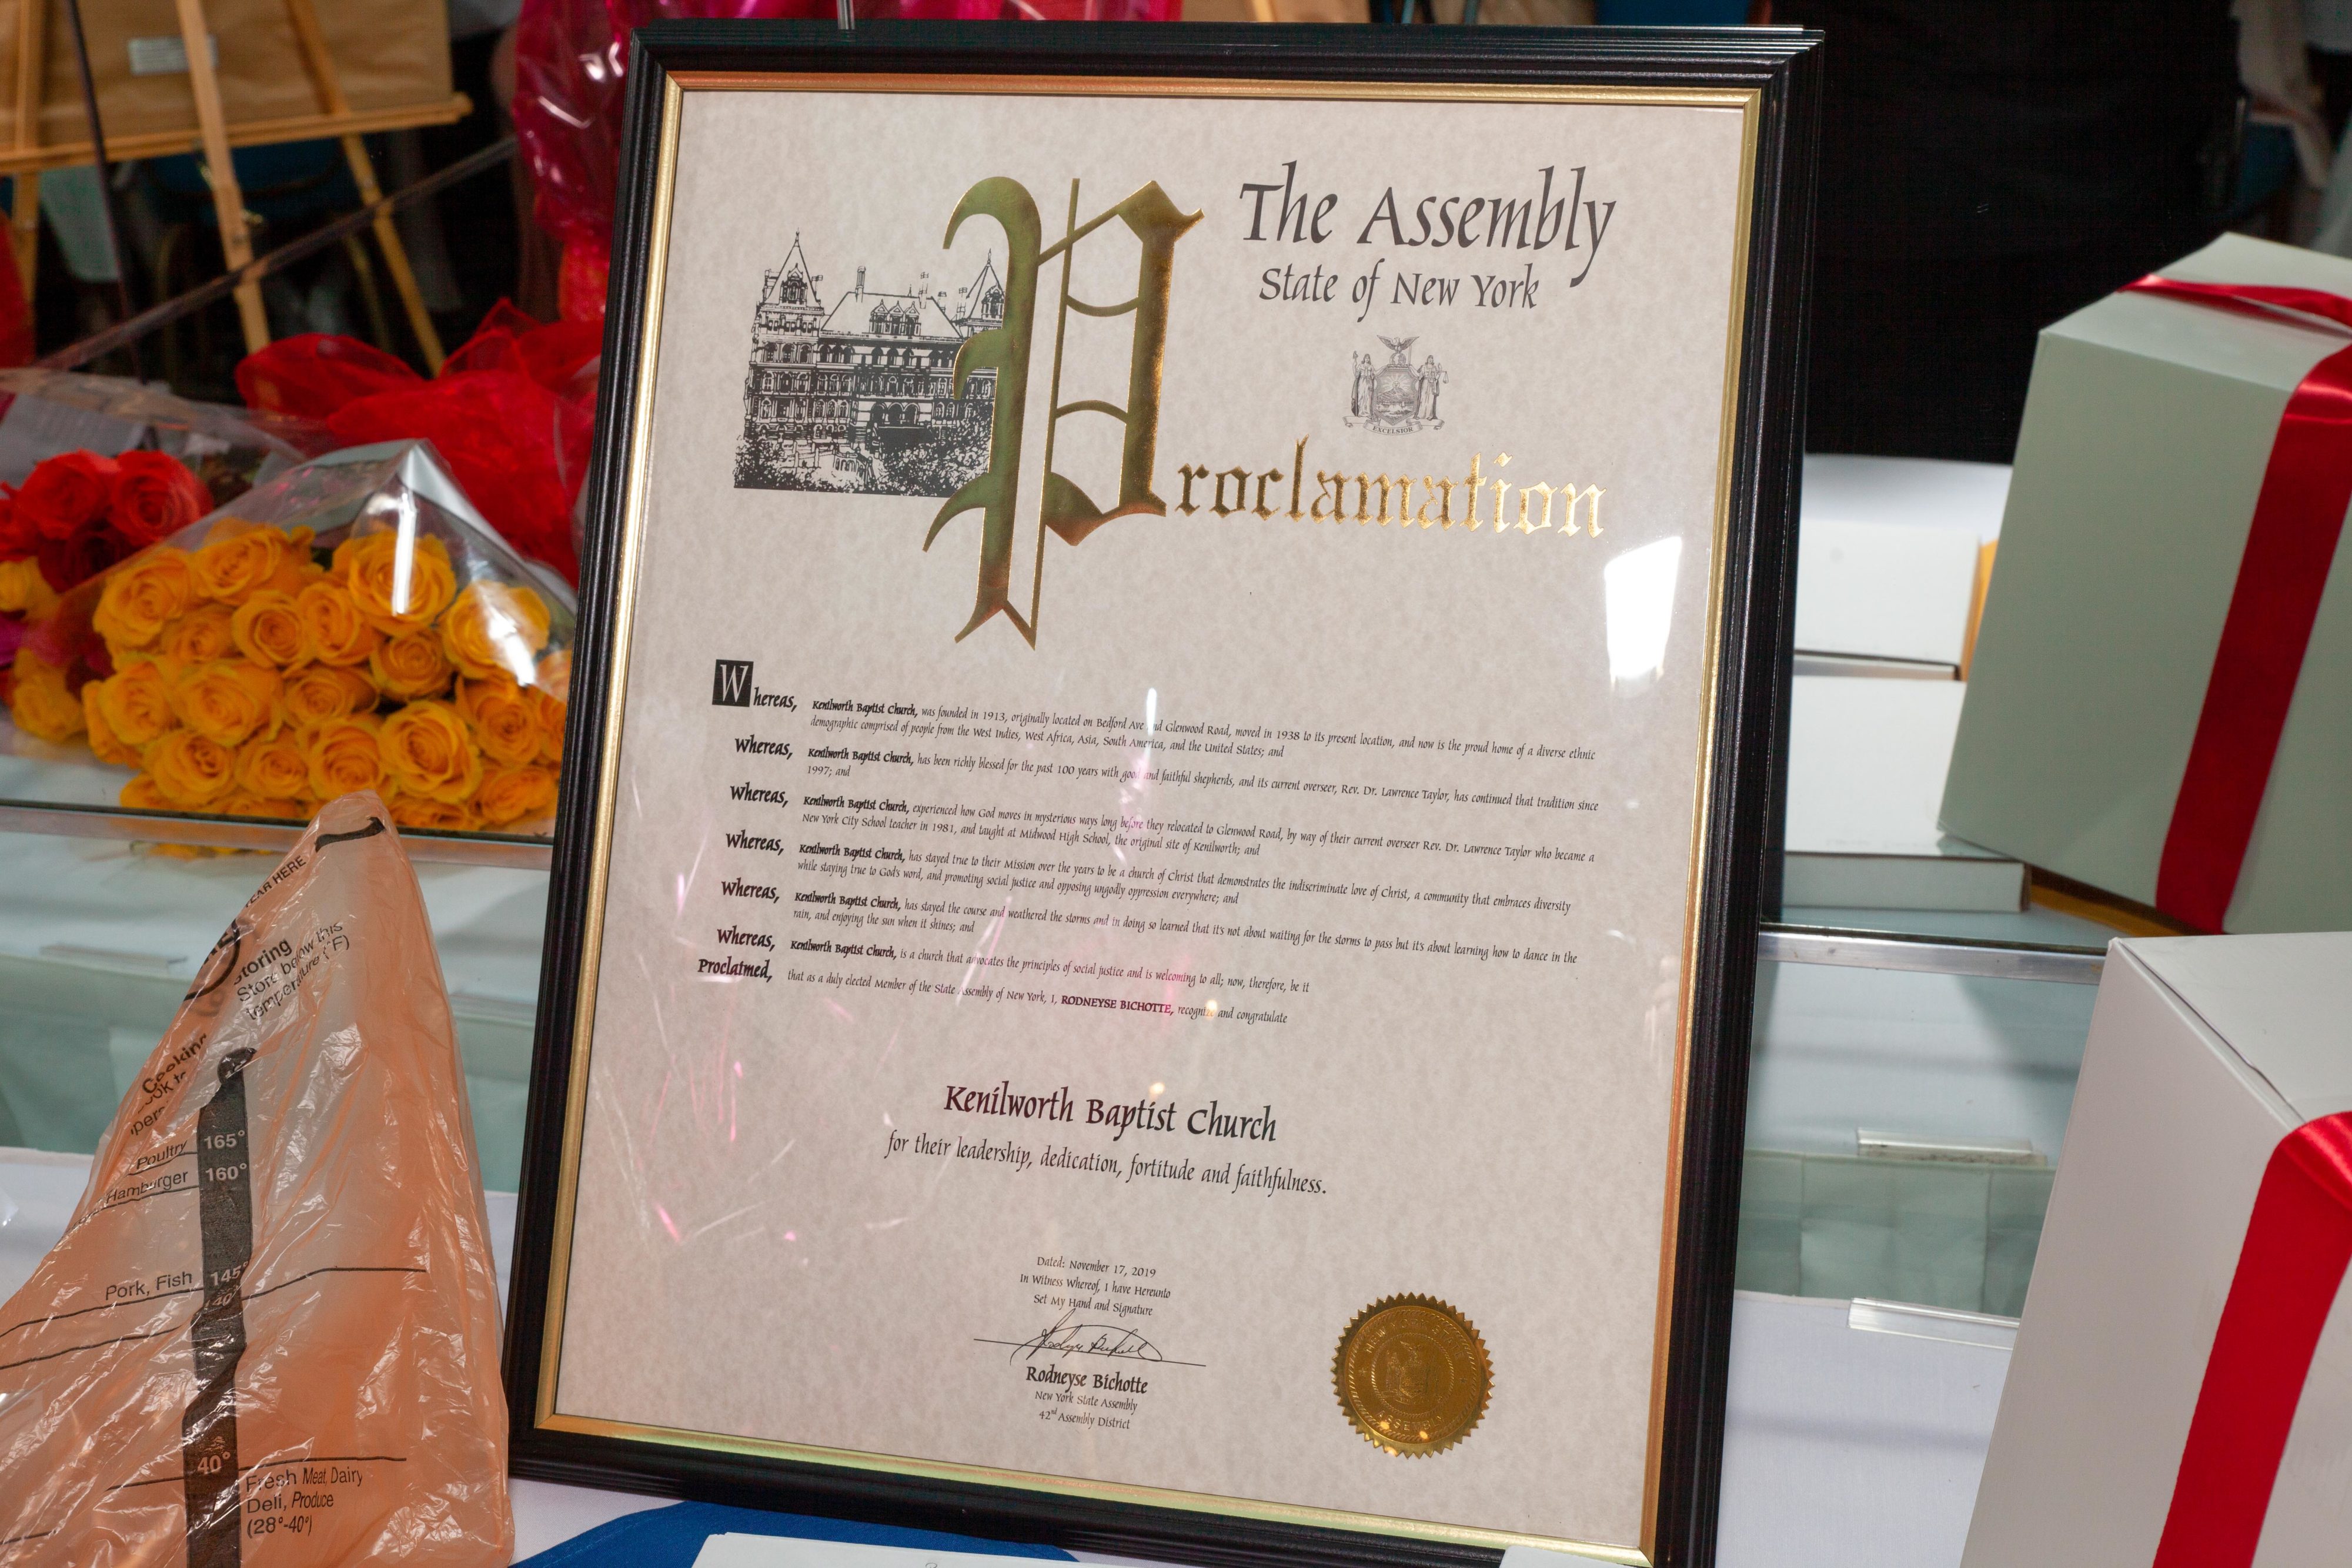 The Assembly
State of New York
EXCELSIOR
Proclamation
Whereas, Kenilworth Baptist Church, was founded in 1913, originally located on Bedford Ave and Glenwood Road, moved in 1938 to its present location, and now is the proud home of a diverse ethnic
demographic comprised of people from the West Indies, West Africa, Asia, South America, and the United States; and
Whereas, Kenilworth Baptist Church, has been richly blessed for the past 100 years with good and faithful shepherds, and its current overseer, Rev. Dr. Lawrence Taylor, has continued that tradition since
1997; and
Whereas, Kenilworth Baptist Church, experienced how God moves in mysterious ways long before they relocated to Glenwood Road, by way of their current overseer Rev. Dr. Lawrence Taylor who became a
New York City School teacher in 1981, and taught at Midwood High School, the original site of Kenilworth; and
Whereas, Kenilworth Baptist Church, has stayed true to their Mission over the years to be a church of Christ that demonstrates the indiscriminate love of Christ, a community that embraces diversity
while staying true to God's word, and promoting social justice and opposing ungodly oppression everywhere; and
Whereas, Kenilworth Baptist Church, has stayed the course and weathered the storms and in doing so learned that it's not about waiting for the storms to pass but it's about learning how to dance in the
rain, and enjoying the sun when it shines; and
Whereas, Kenilworth Baptist Church, is a church that advocates the principles of social justice and is welcoming to all; now, therefore, be it
Proclaimed, that as a duly elected Member of the State Assembly of New York, I, RODNEYSE BICHOTTE, recognize and congratulate
Kenilworth Baptist Church
for their leadership, dedication, fortitude and faithfulness.
Dated: November 17, 2019
In Witness Whereof, I have Hereunto
Set My Hand and Signature
Rodneyse Bichotte
New York State Assembly
42nd Assembly District
NEW YORK STATE
ASSEMBLY
TEAR HERE
Storing
Store below this
temperature (°F)
Cooking
Poultry 165°
Hamburger 160°
Pork, Fish 145°
140°
40°
Fresh Meat, Dairy
Deli, Produce
(28°-40°)